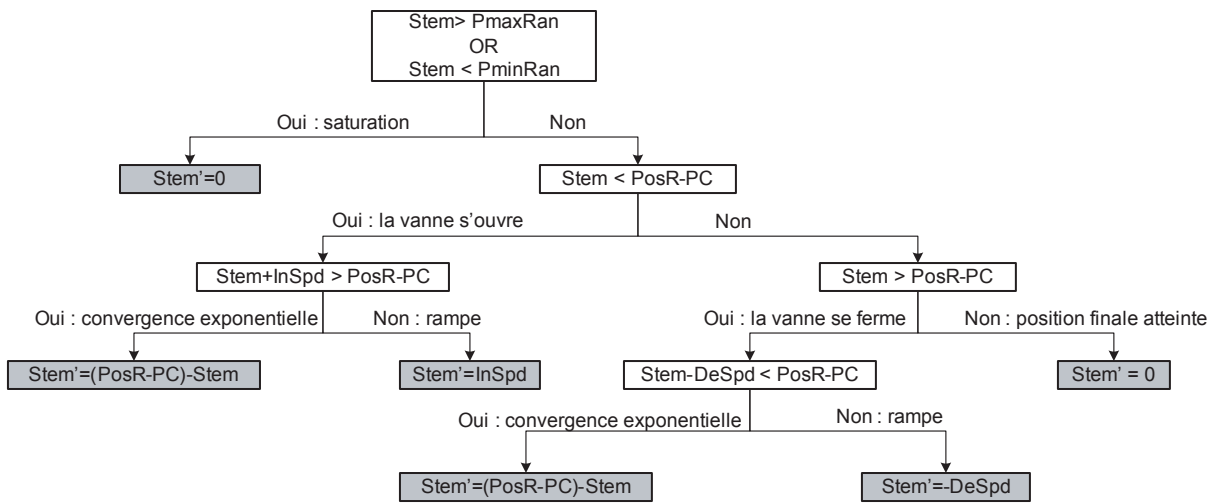 Stem> PmaxRan
OR
Stem < PminRan
Oui : saturation
Non
Stem’=0
Stem < PosR-PC
Oui : la vanne s’ouvre
Non
Stem+InSpd > PosR-PC
Stem > PosR-PC
Oui : convergence exponentielle
Non : rampe
Oui : la vanne se ferme
Non : position finale atteinte
Stem’=(PosR-PC)-Stem
Stem’=InSpd
Stem-DeSpd < PosR-PC
Stem’ = 0
Oui : convergence exponentielle
Non : rampe
Stem’=(PosR-PC)-Stem
Stem’=-DeSpd